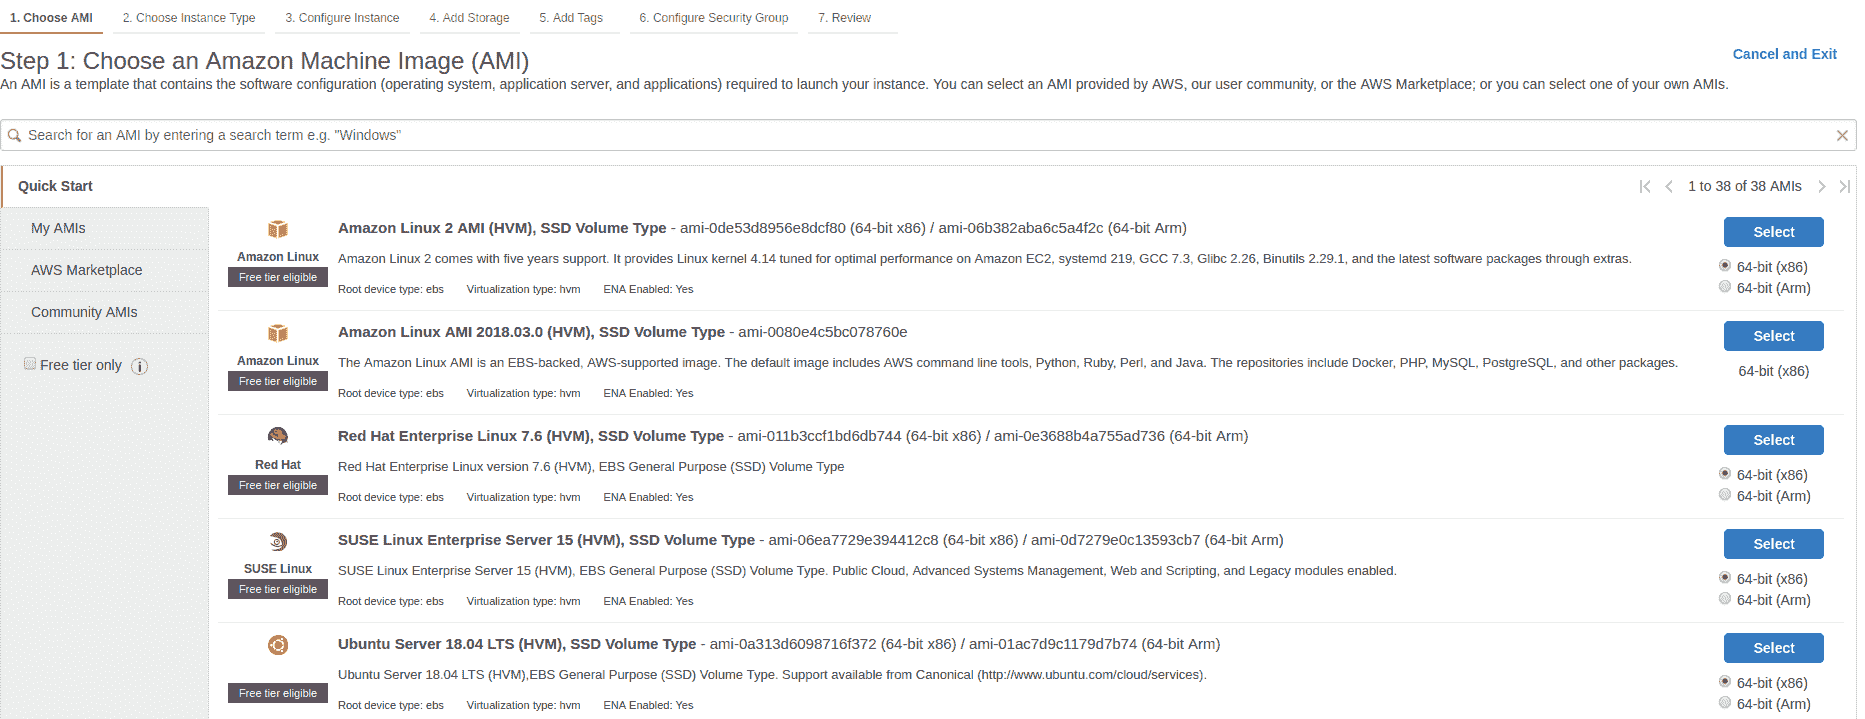 1. Choose AMI 2. Choose Instance Type 3. Configure Instance 4. Add Storage 5. Add Tags 6. Configure Security Group 7. Review
Step 1: Choose an Amazon Machine Image (AMI)
Cancel and Exit
An AMI is a template that contains the software configuration (operating system, application server, and applications) required to launch your instance. You can select an AMI provided by AWS, our user community, or the AWS Marketplace; or you can select one of your own AMIs.
Search for an AMI by entering a search term e.g. "Windows"
Quick Start
1 to 38 of 38 AMIs
My AMIs
AWS Marketplace
Community AMIs
Free tier only
Amazon Linux
Free tier eligible
Amazon Linux 2 AMI (HVM), SSD Volume Type - ami-0de53d8956e8dcf80 (64-bit x86) / ami-06b382aba6c5a4f2c (64-bit Arm)
Amazon Linux 2 comes with five years support. It provides Linux kernel 4.14 tuned for optimal performance on Amazon EC2, systemd 219, GCC 7.3, Glibc 2.26, Binutils 2.29.1, and the latest software packages through extras.
Root device type: ebs Virtualization type: hvm ENA Enabled: Yes
Select
64-bit (x86)
64-bit (Arm)
Amazon Linux
Free tier eligible
Amazon Linux AMI 2018.03.0 (HVM), SSD Volume Type - ami-0080e4c5bc078760e
The Amazon Linux AMI is an EBS-backed, AWS-supported image. The default image includes AWS command line tools, Python, Ruby, Perl, and Java. The repositories include Docker, PHP, MySQL, PostgreSQL, and other packages.
Root device type: ebs Virtualization type: hvm ENA Enabled: Yes
Select
64-bit (x86)
Red Hat
Free tier eligible
Red Hat Enterprise Linux 7.6 (HVM), SSD Volume Type - ami-011b3ccf1bd6db744 (64-bit x86) / ami-0e3688b4a755ad736 (64-bit Arm)
Red Hat Enterprise Linux version 7.6 (HVM), EBS General Purpose (SSD) Volume Type
Root device type: ebs Virtualization type: hvm ENA Enabled: Yes
Select
64-bit (x86)
64-bit (Arm)
SUSE Linux
Free tier eligible
SUSE Linux Enterprise Server 15 (HVM), SSD Volume Type - ami-06ea7729e394412c8 (64-bit x86) / ami-0d7279e0c13593cb7 (64-bit Arm)
SUSE Linux Enterprise Server 15 (HVM), EBS General Purpose (SSD) Volume Type. Public Cloud, Advanced Systems Management, Web and Scripting, and Legacy modules enabled.
Root device type: ebs Virtualization type: hvm ENA Enabled: Yes
Select
64-bit (x86)
64-bit (Arm)
Free tier eligible
Ubuntu Server 18.04 LTS (HVM), SSD Volume Type - ami-0a313d6098716f372 (64-bit x86) / ami-01ac7d9c1179d7b74 (64-bit Arm)
Ubuntu Server 18.04 LTS (HVM),EBS General Purpose (SSD) Volume Type. Support available from Canonical (http://www.ubuntu.com/cloud/services).
Root device type: ebs Virtualization type: hvm ENA Enabled: Yes
Select
64-bit (x86)
64-bit (Arm)